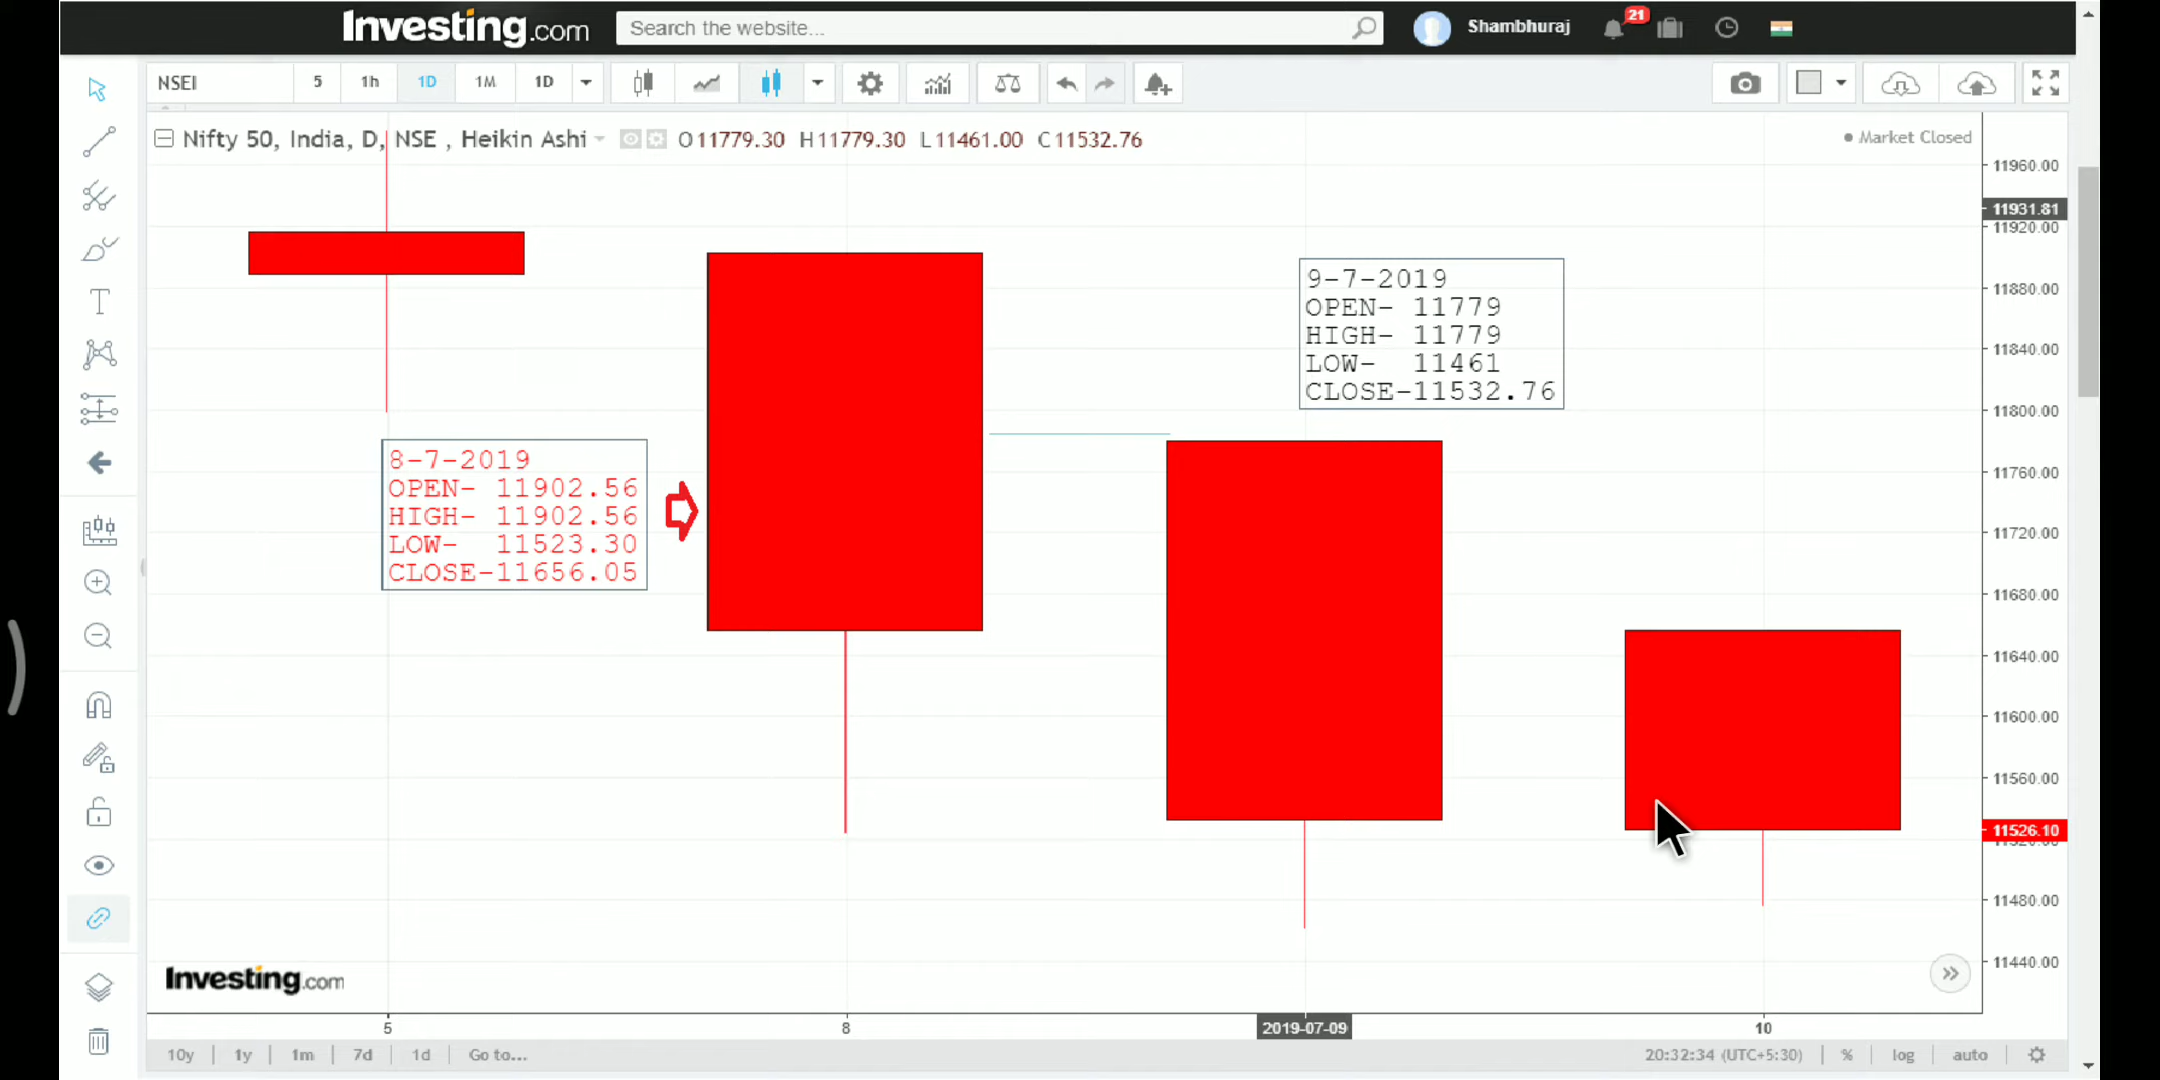 Investing.com
Search the website...
Shambhuraj
21
NSEI
5
1h
1D
1M
1D
Nifty 50, India, D, NSE , Heikin Ashi
O11779.30 H11779.30 L11461.00 C11532.76
Market Closed
11960.00
11931.81
11920.00
11880.00
11840.00
11800.00
11760.00
11720.00
11680.00
11640.00
11600.00
11560.00
11526.10
11480.00
11440.00
9-7-2019
OPEN- 11779
HIGH- 11779
LOW- 11461
CLOSE-11532.76
8-7-2019
OPEN- 11902.56
HIGH- 11902.56
LOW- 11523.30
CLOSE-11656.05
Investing.com
5
8
2019-07-09
10
10y
1y
1m
7d
1d
Go to...
20:32:34 (UTC+5:30)
%
log
auto